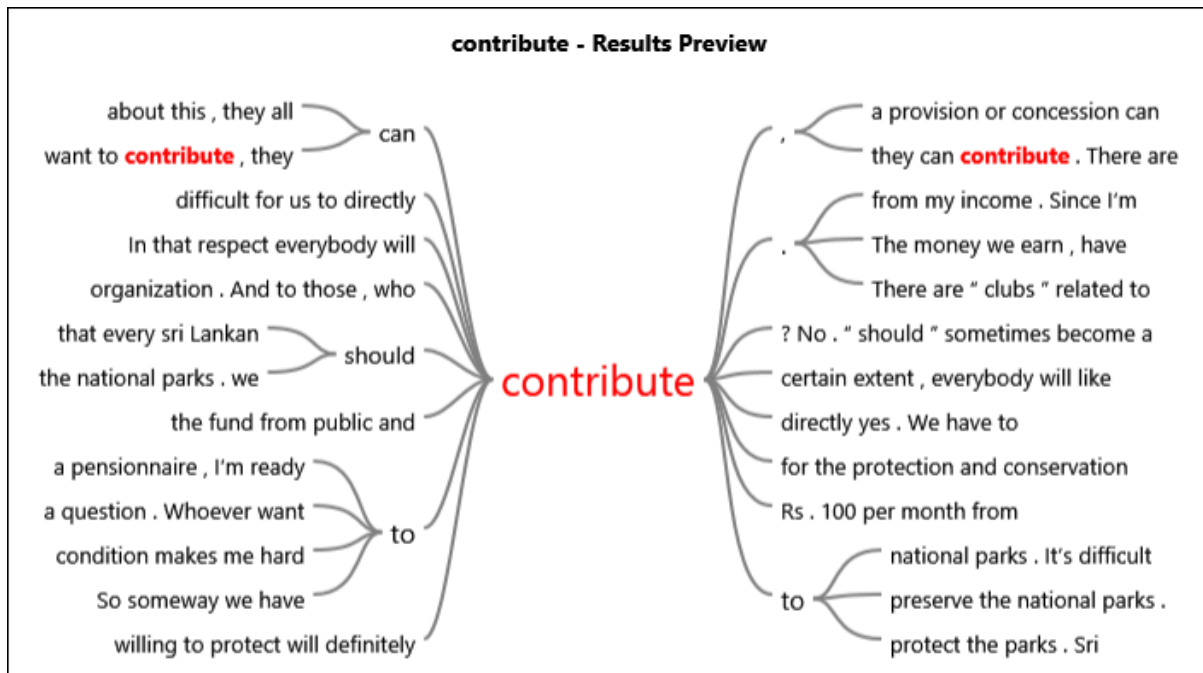 contribute - Results Preview
about this , they all
want to contribute , they
can
difficult for us to directly
In that respect everybody will
organization . And to those , who
that every sri Lankan
the national parks . we
should
the fund from public and
a pensionnaire , I'm ready
a question . Whoever want
condition makes me hard
So someway we have
to
willing to protect will definitely
contribute
,
a provision or concession can
they can contribute . There are
.
from my income . Since I'm
The money we earn , have
There are “ clubs ” related to
? No . “ should ” sometimes become a
certain extent , everybody will like
directly yes . We have to
for the protection and conservation
Rs . 100 per month from
to
national parks . It's difficult
preserve the national parks .
protect the parks . Sri